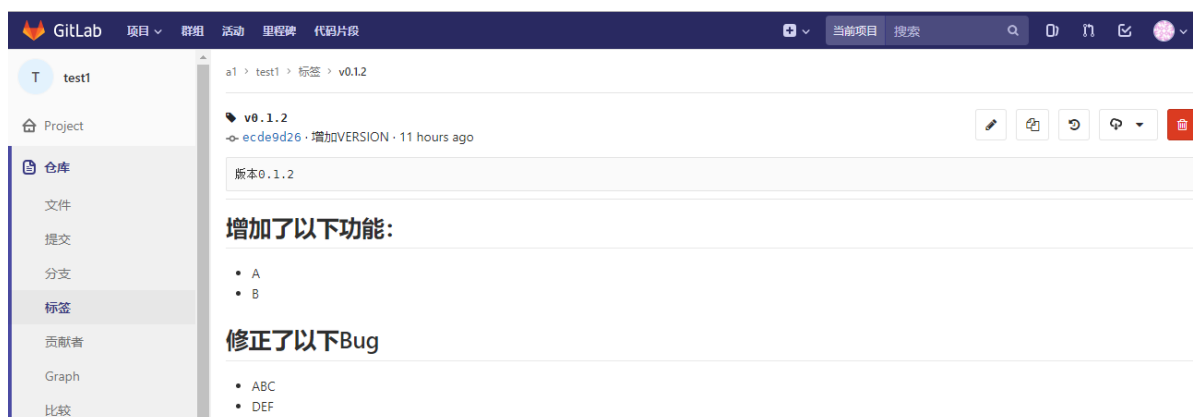 GitLab 项目 群组 活动 里程碑 代码片段 当前项目 搜索
T test1
a1 > test1 > 标签 > v0.1.2
Project
v0.1.2
ecde9d26 · 增加VERSION · 11 hours ago
仓库
版本0.1.2
文件
提交
分支
标签
贡献者
Graph
比较
增加了以下功能：
A
B
修正了以下Bug
ABC
DEF